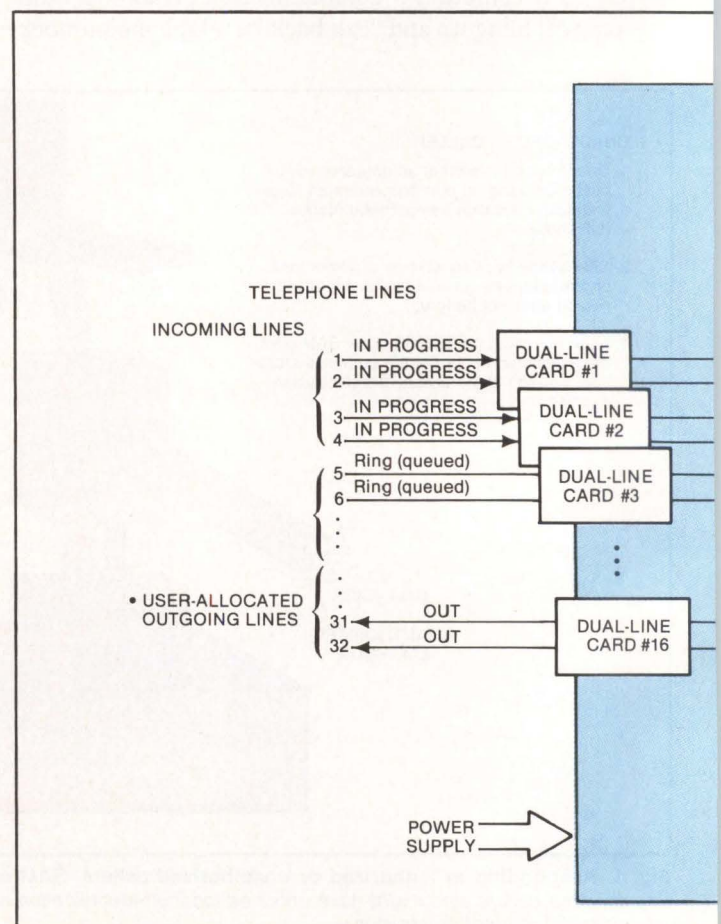 TELEPHONE LINES
INCOMING LINES
1 IN PROGRESS
2 IN PROGRESS
DUAL-LINE
CARD #1
3 IN PROGRESS
4 IN PROGRESS
DUAL-LINE
CARD #2
5 Ring (queued)
6 Ring (queued)
DUAL-LINE
CARD #3
• USER-ALLOCATED
OUTGOING LINES
31 OUT
32 OUT
DUAL-LINE
CARD #16
POWER
SUPPLY